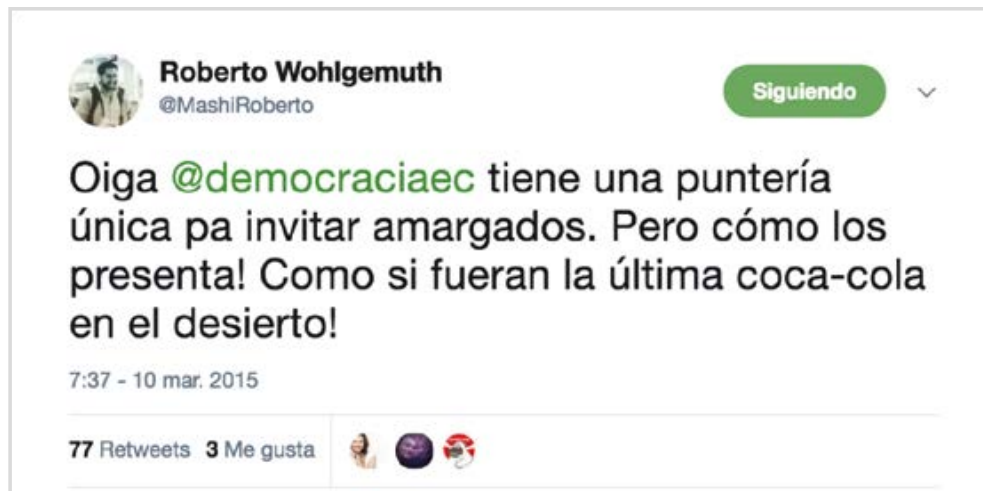 Roberto Wohlgemuth
@MashiRoberto
Siguiendo
Oiga @democraciaec tiene una puntería
única pa invitar amargados. Pero cómo los
presenta! Como si fueran la última coca-cola
en el desierto!
7:37 - 10 mar. 2015
77 Retweets 3 Me gusta